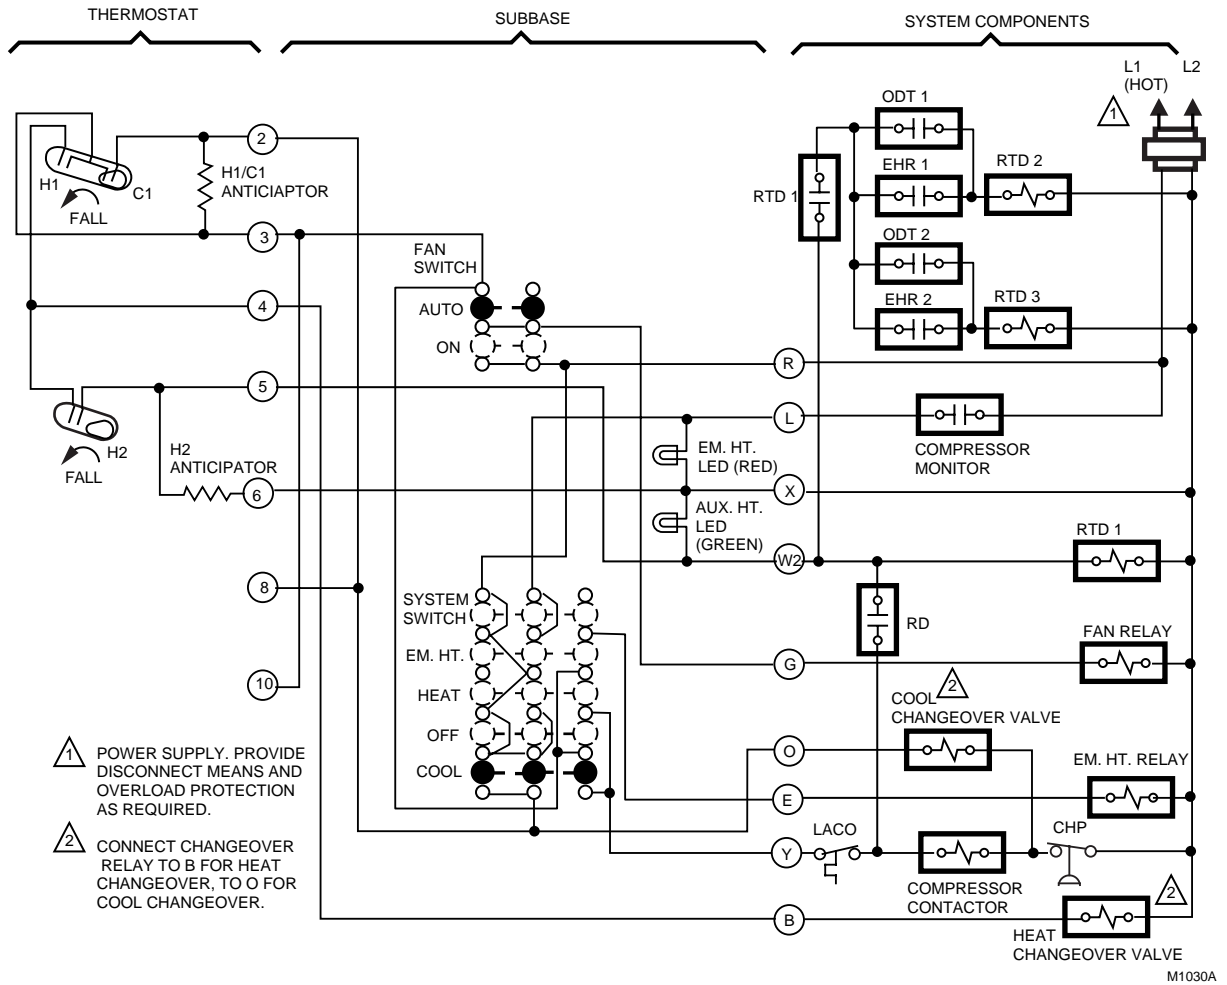 THERMOSTAT
SUBBASE
SYSTEM COMPONENTS
L1
(HOT)
L2
1
ODT 1
EHR 1
RTD 2
RTD 1
ODT 2
EHR 2
RTD 3
H1
C1
FALL
H1/C1
ANTICIAPTOR
2
3
4
5
6
8
10
H2
FALL
H2
ANTICIPATOR
FAN
SWITCH
AUTO
ON
R
L
X
W2
G
O
E
Y
B
EM. HT.
LED (RED)
AUX. HT.
LED
(GREEN)
COMPRESSOR
MONITOR
RTD 1
RD
FAN RELAY
SYSTEM
SWITCH
EM. HT.
HEAT
OFF
COOL
2
COOL
CHANGEOVER VALVE
EM. HT. RELAY
LACO
CHP
COMPRESSOR
CONTACTOR
2
HEAT
CHANGEOVER VALVE
1
POWER SUPPLY. PROVIDE
DISCONNECT MEANS AND
OVERLOAD PROTECTION
AS REQUIRED.
2
CONNECT CHANGEOVER
RELAY TO B FOR HEAT
CHANGEOVER, TO O FOR
COOL CHANGEOVER.
M1030A